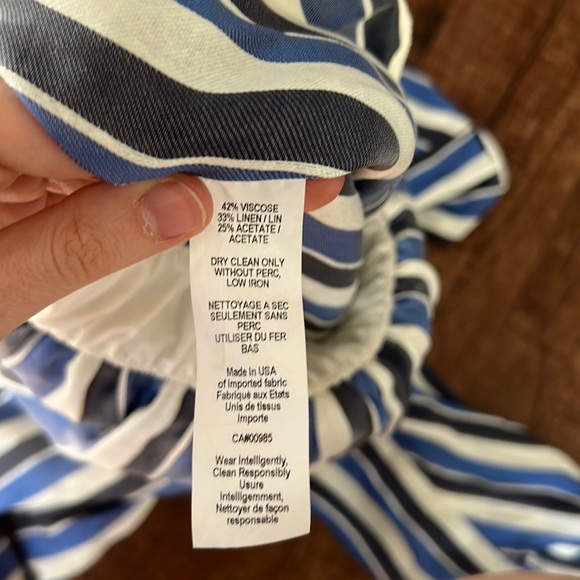 42% VISCOSE
33% LINEN / LIN
25% ACETATE /
ACETATE
DRY CLEAN ONLY
WITHOUT PERC,
LOW IRON
NETTOYAGE A SEC
SEULEMENT SANS
PERC
UTILISER DU FER
BAS
Made in USA
of Imported fabric
Fabriqué aux Etats
Unis de tissus
Importe
CA#00985
Wear Intelligently,
Clean Responsibly
Usure
Intelligemment,
Nettoyer de façon
responsable